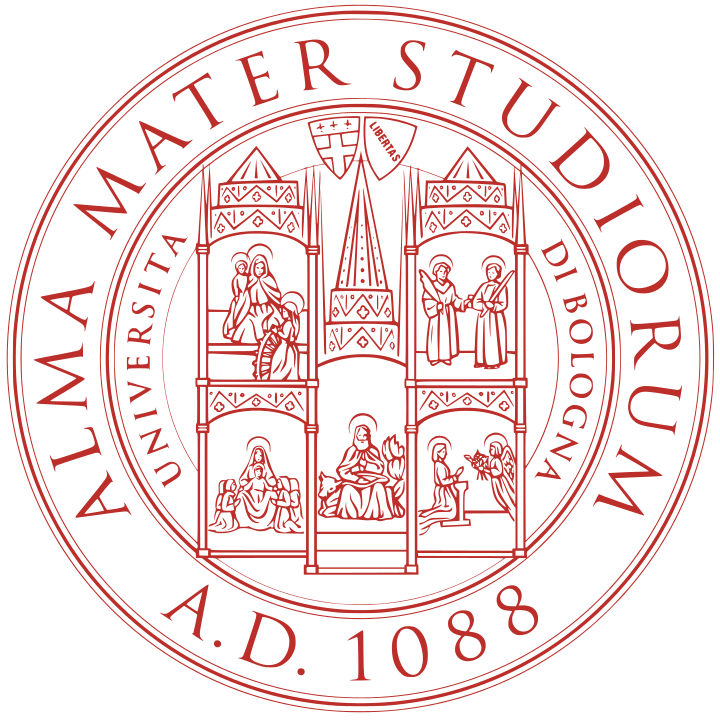 ALMA MATER STUDIORUM
A.D. 1088
UNIVERSITA
DI BOLOGNA
LIBERTAS